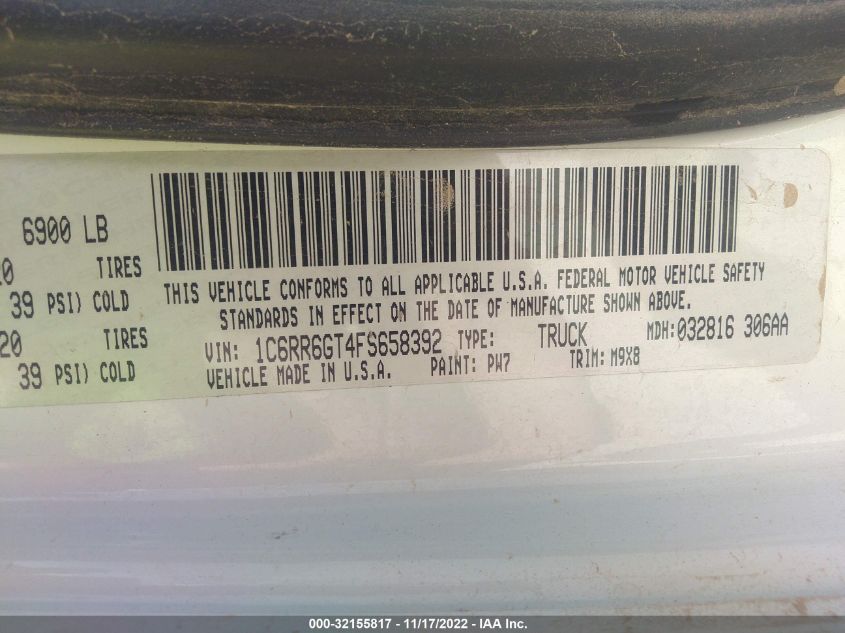 6900 LB
20 TIRES
39 PSI) COLD
20 TIRES
39 PSI) COLD
THIS VEHICLE CONFORMS TO ALL APPLICABLE U.S.A. FEDERAL MOTOR VEHICLE SAFETY
STANDARDS IN EFFECT ON THE DATE OF MANUFACTURE SHOWN ABOVE.
VIN: 1C6RR6GT4FS658392 TYPE: TRUCK MDH:032816 306AA
VEHICLE MADE IN U.S.A. PAINT: PW7 TRIM: M9X8
000-32155817 - 11/17/2022 - IAA Inc.